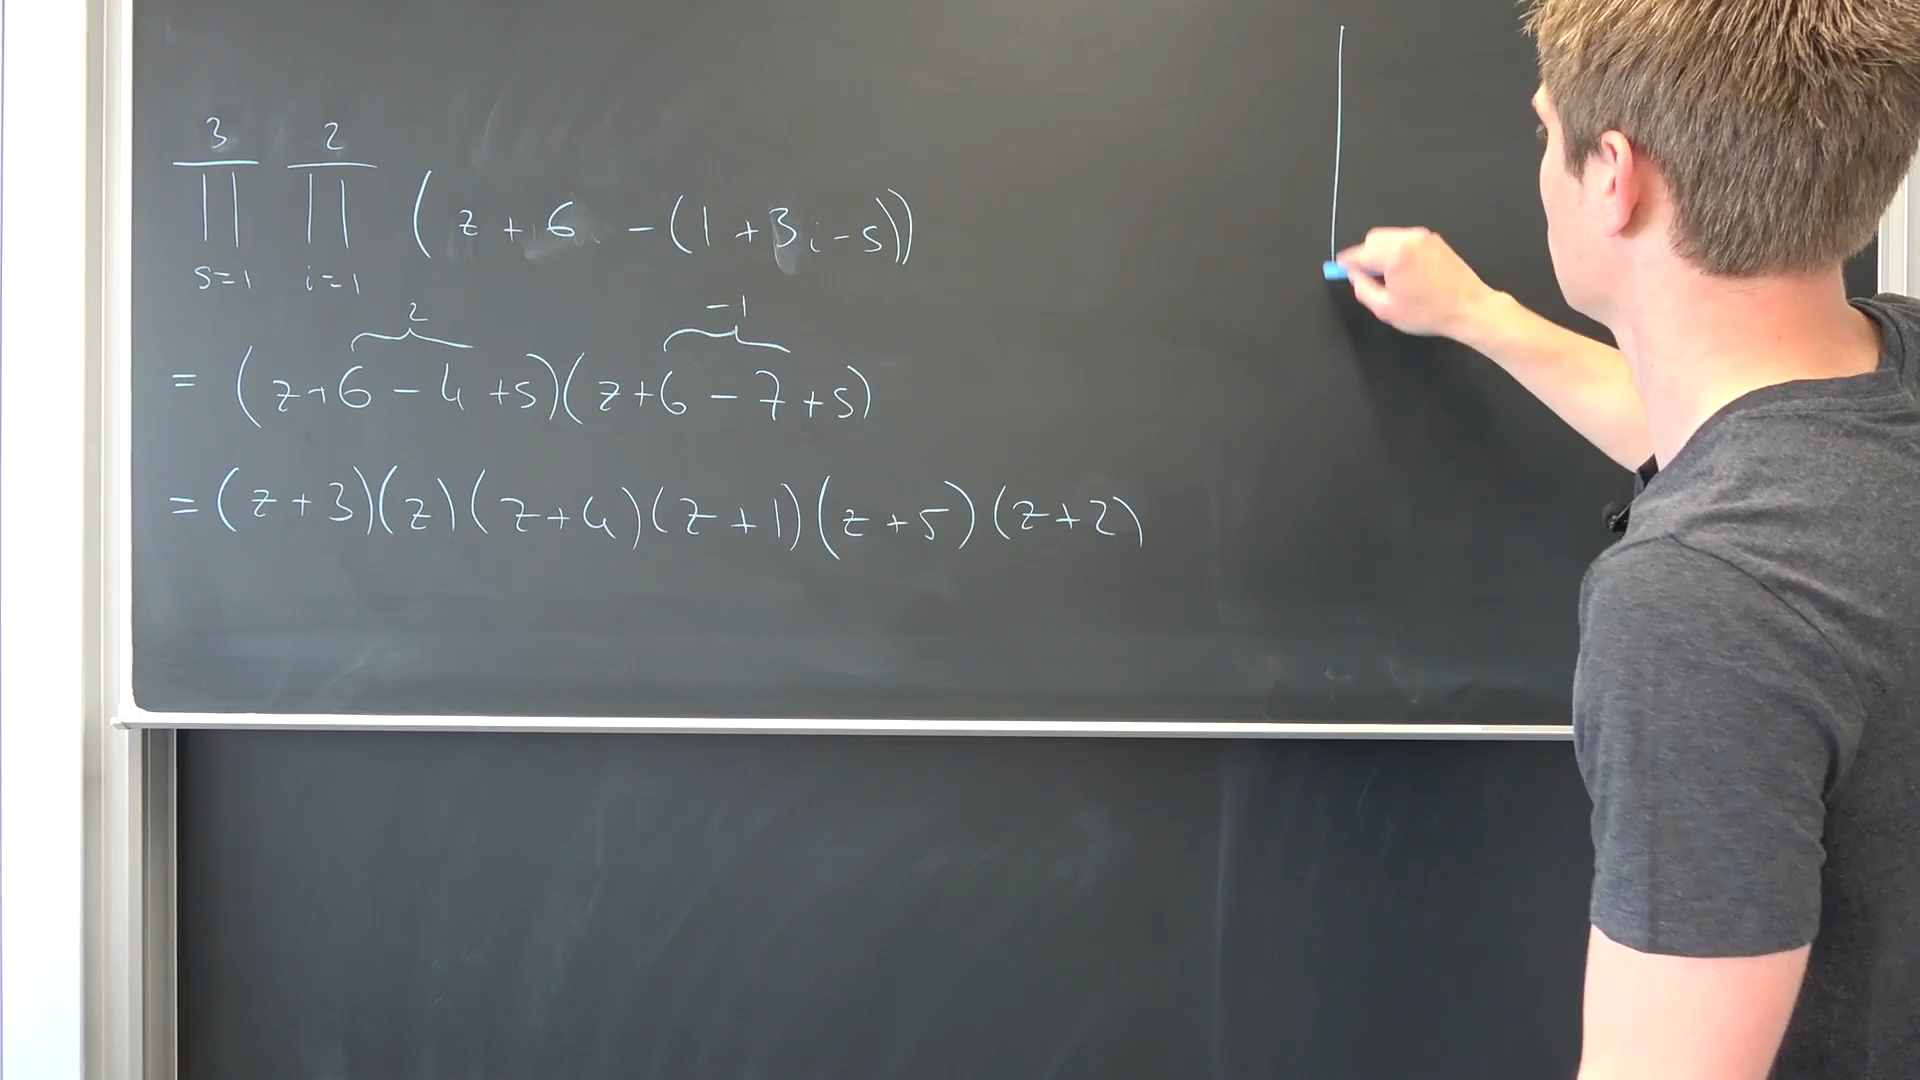 3 2
∏ ∏ (z + 6 - (1 + 3i - s))
s=1 i=1
2 -1
= (z+6 - 4 + s)(z+6 - 7 + s)
= (z+3)(z)(z+4)(z+1)(z+5)(z+2)